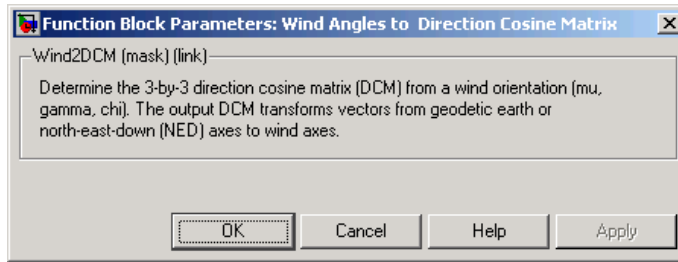 Function Block Parameters: Wind Angles to Direction Cosine Matrix
Wind2DCM (mask) (link)
Determine the 3-by-3 direction cosine matrix (DCM) from a wind orientation (mu,
gamma, chi). The output DCM transforms vectors from geodetic earth or
north-east-down (NED) axes to wind axes.
OK Cancel Help Apply